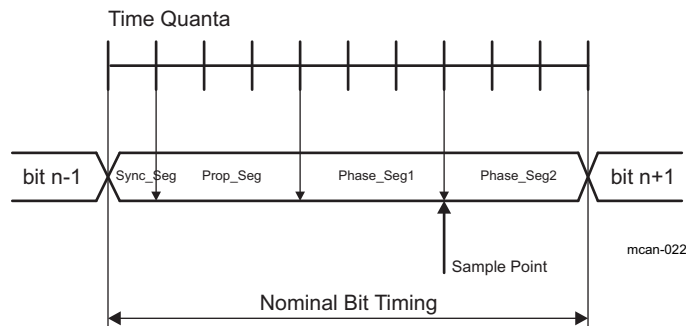 Time Quanta
bit n-1 Sync_Seg Prop_Seg Phase_Seg1 Phase_Seg2 bit n+1
mcan-022
Sample Point
Nominal Bit Timing